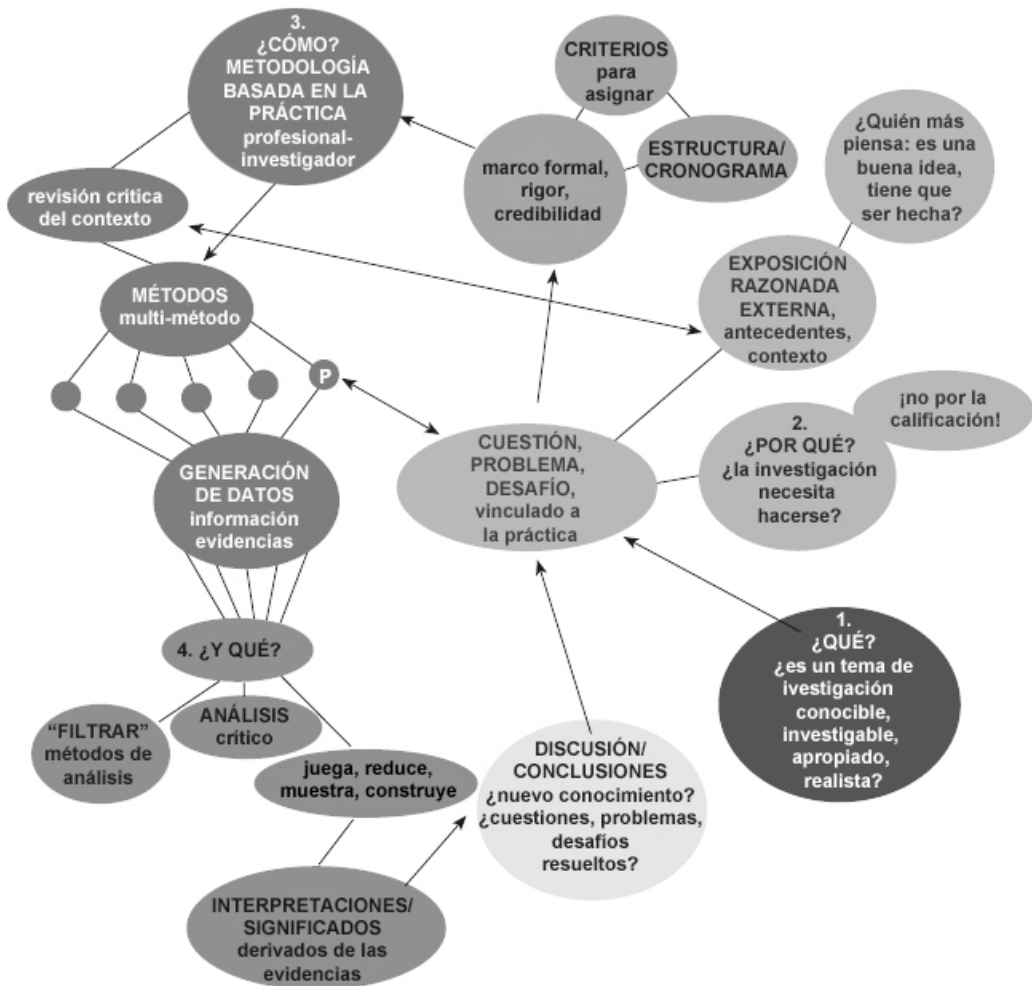 3.
¿CÓMO?
METODOLOGÍA
BASADA EN LA
PRÁCTICA
profesional-
investigador
CRITERIOS
para
asignar
ESTRUCTURA/
CRONOGRAMA
marco formal,
rigor,
credibilidad
¿Quién más
piensa: es una
buena idea,
tiene que
ser hecha?
revisión crítica
del contexto
EXPOSICIÓN
RAZONADA
EXTERNA,
antecedentes,
contexto
MÉTODOS
multi-método
P
CUESTIÓN,
PROBLEMA,
DESAFÍO,
vinculado a
la práctica
¡no por la
calificación!
2.
¿POR QUÉ?
¿la investigación
necesita
hacerse?
GENERACIÓN
DE DATOS
información
evidencias
1.
¿QUÉ?
¿es un tema de
ivestigación
conocible,
investigable,
apropiado,
realista?
4. ¿Y QUÉ?
“FILTRAR”
métodos de
análisis
ANÁLISIS
crítico
juega, reduce,
muestra, construye
DISCUSIÓN/
CONCLUSIONES
¿nuevo conocimiento?
¿cuestiones, problemas,
desafíos
resueltos?
INTERPRETACIONES/
SIGNIFICADOS
derivados de las
evidencias